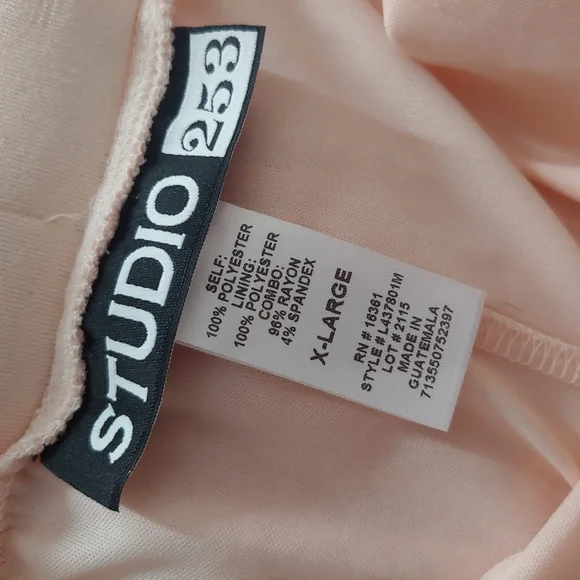 STUDIO 253
SELF:
100% POLYESTER
LINING:
100% POLYESTER
COMBO:
96% RAYON
4% SPANDEX
X-LARGE
RN # 16361
STYLE # L437801M
LOT # 2115
MADE IN
GUATEMALA
713550752397